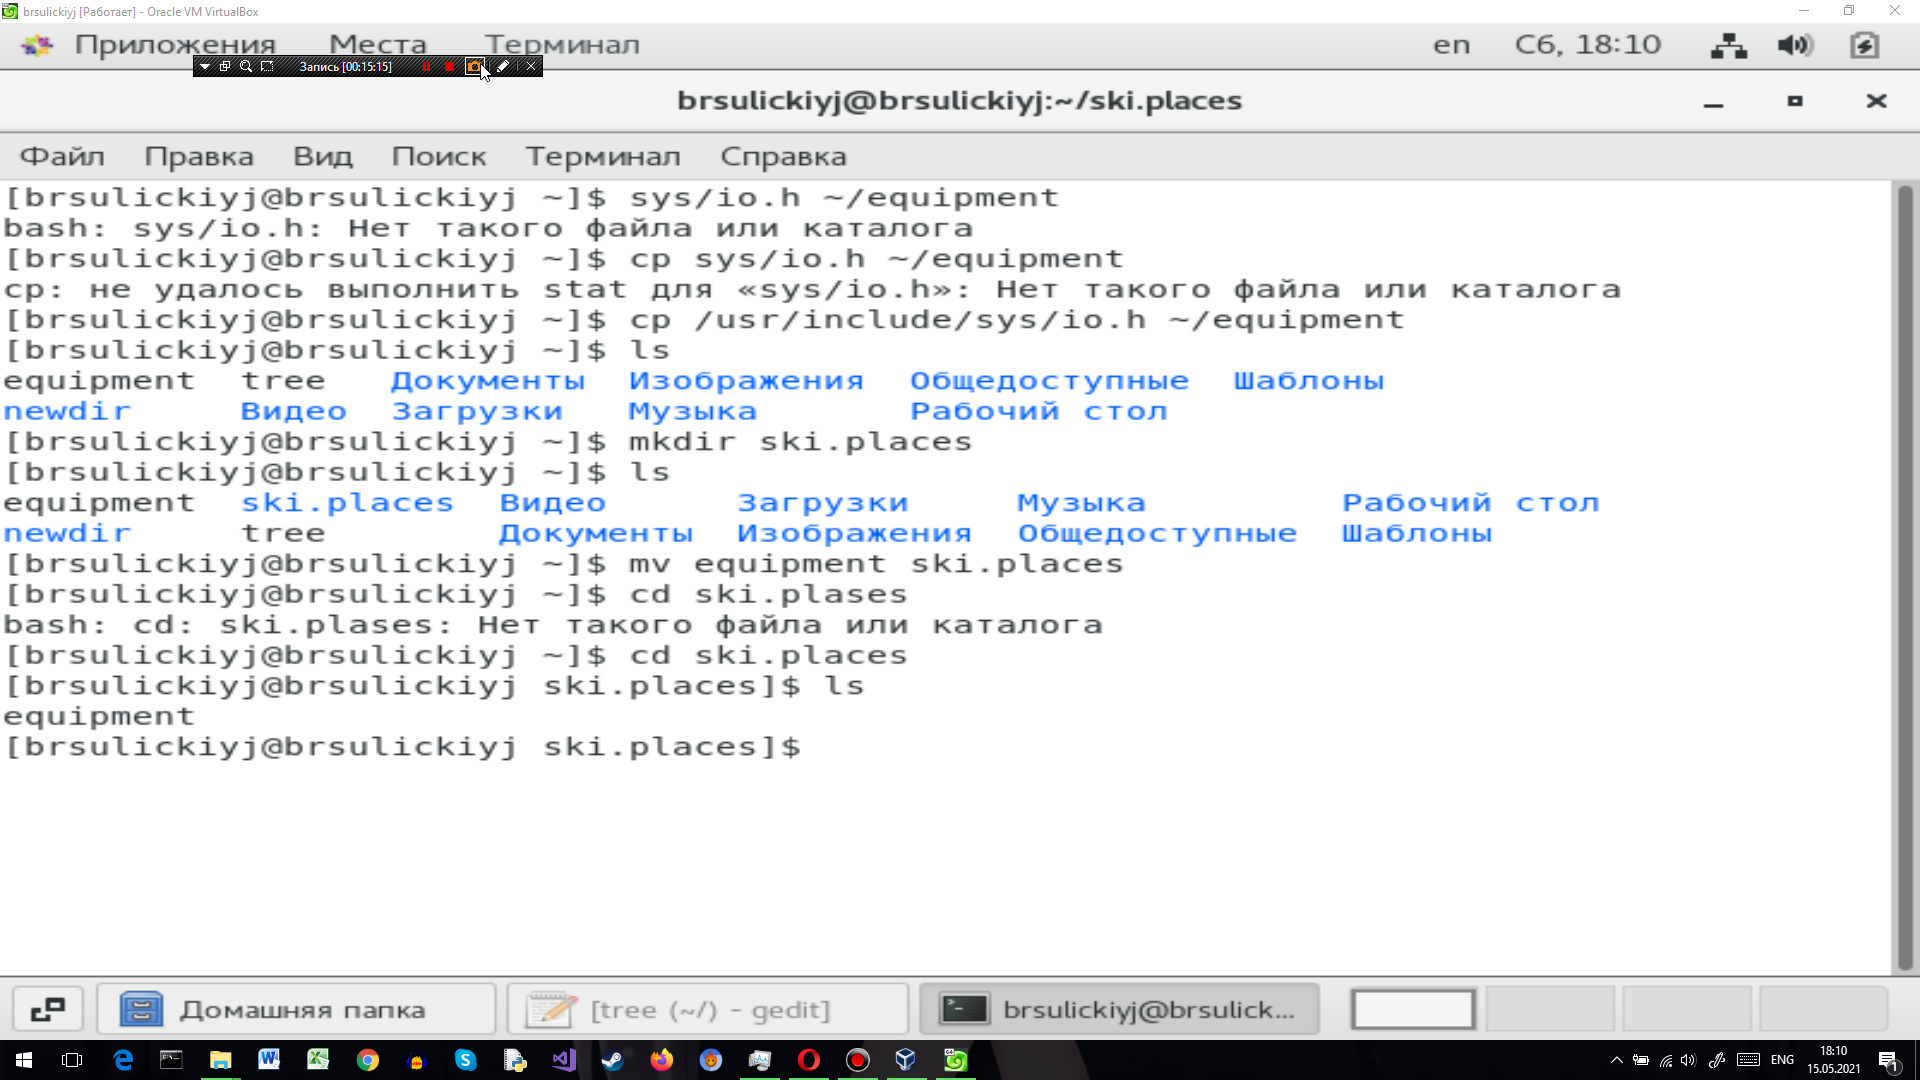 brsulickiyj [Работает] - Oracle VM VirtualBox
Приложения Места Терминал en Сб, 18:10
Запись [00:15:15]
brsulickiyj@brsulickiyj:~/ski.places
Файл Правка Вид Поиск Терминал Справка
[brsulickiyj@brsulickiyj ~]$ sys/io.h ~/equipment
bash: sys/io.h: Нет такого файла или каталога
[brsulickiyj@brsulickiyj ~]$ cp sys/io.h ~/equipment
cp: не удалось выполнить stat для «sys/io.h»: Нет такого файла или каталога
[brsulickiyj@brsulickiyj ~]$ cp /usr/include/sys/io.h ~/equipment
[brsulickiyj@brsulickiyj ~]$ ls
equipment tree Документы Изображения Общедоступные Шаблоны
newdir Видео Загрузки Музыка Рабочий стол
[brsulickiyj@brsulickiyj ~]$ mkdir ski.places
[brsulickiyj@brsulickiyj ~]$ ls
equipment ski.places Видео Загрузки Музыка Рабочий стол
newdir tree Документы Изображения Общедоступные Шаблоны
[brsulickiyj@brsulickiyj ~]$ mv equipment ski.places
[brsulickiyj@brsulickiyj ~]$ cd ski.plases
bash: cd: ski.plases: Нет такого файла или каталога
[brsulickiyj@brsulickiyj ~]$ cd ski.places
[brsulickiyj@brsulickiyj ski.places]$ ls
equipment
[brsulickiyj@brsulickiyj ski.places]$
Домашняя папка [tree (~/) - gedit] brsulickiyj@brsulick...
ENG 18:10
15.05.2021 1